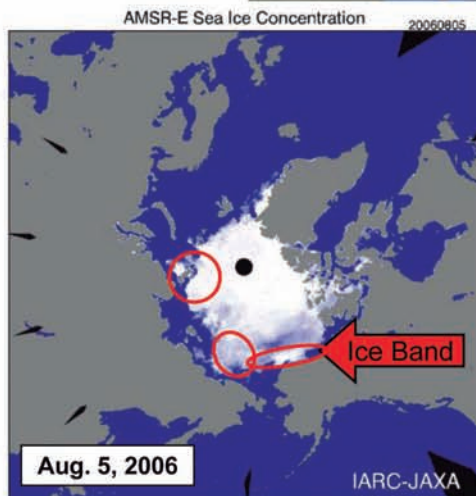 AMSR-E Sea Ice Concentration
20060805
Ice Band
Aug. 5, 2006
IARC-JAXA